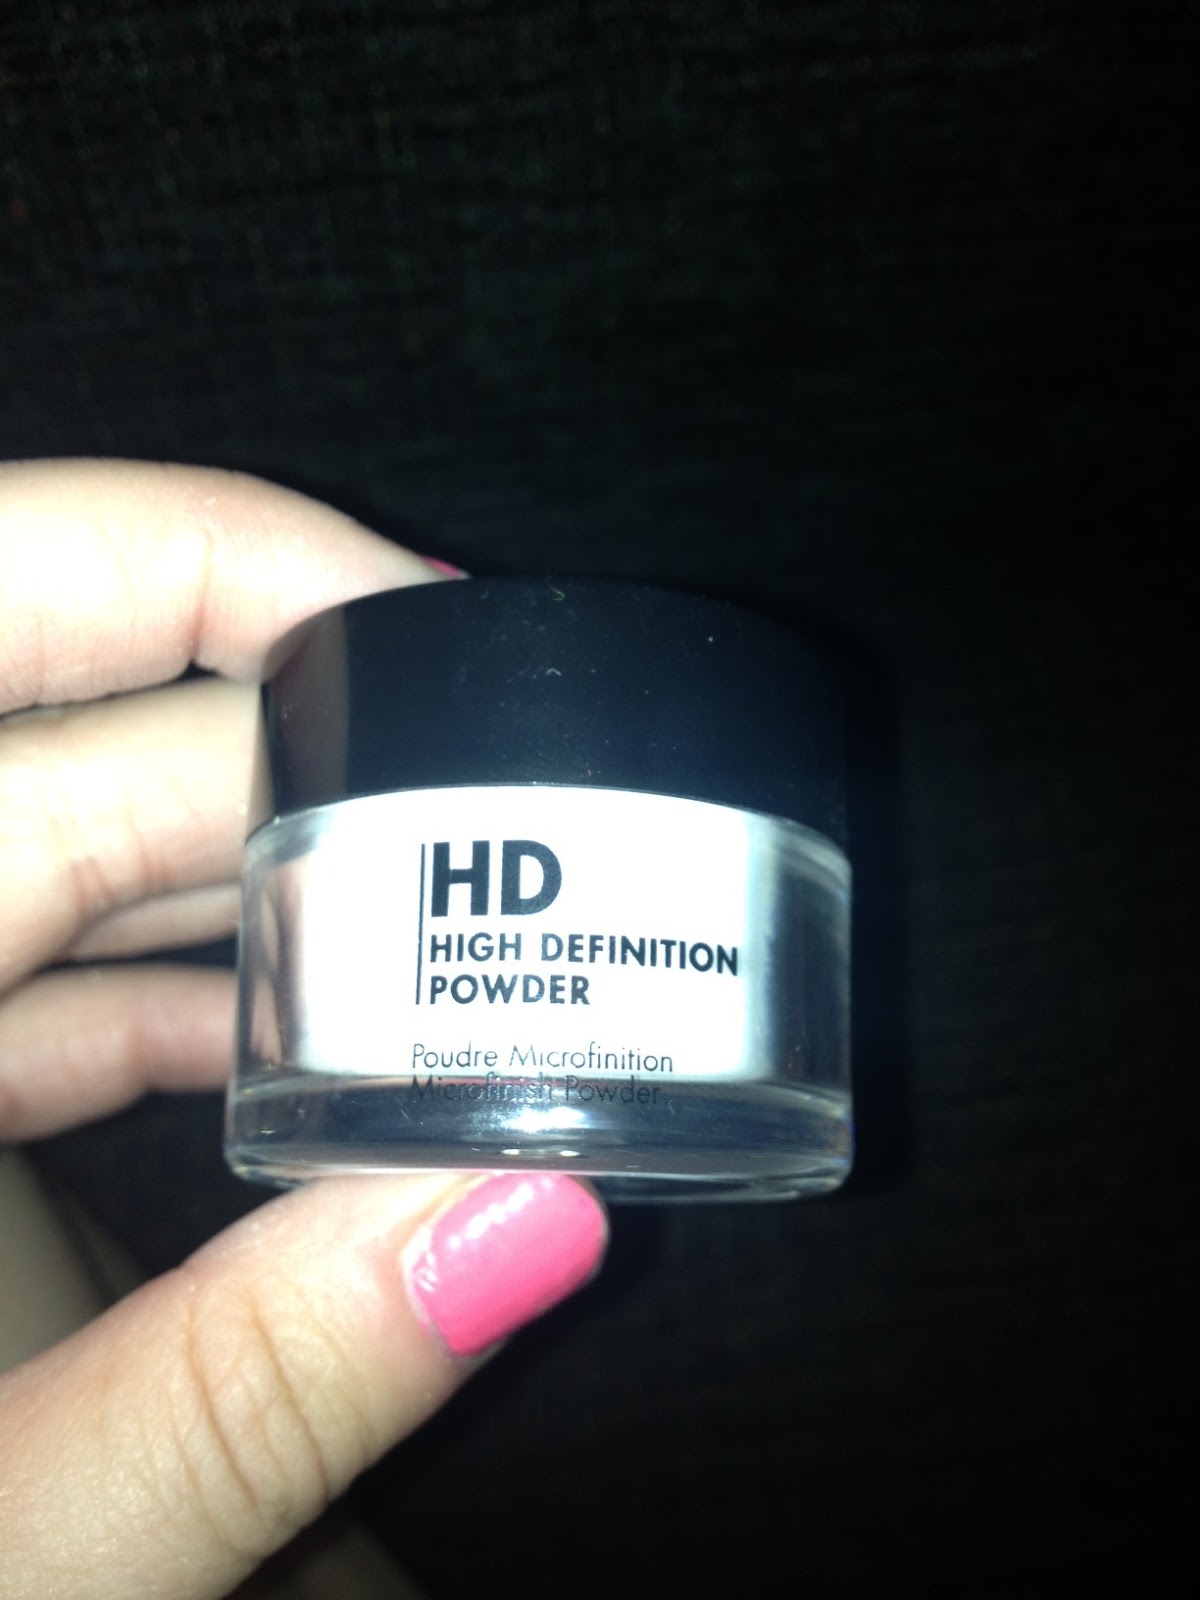 HD
HIGH DEFINITION
POWDER
Poudre Microfinition
Microfinish Powder